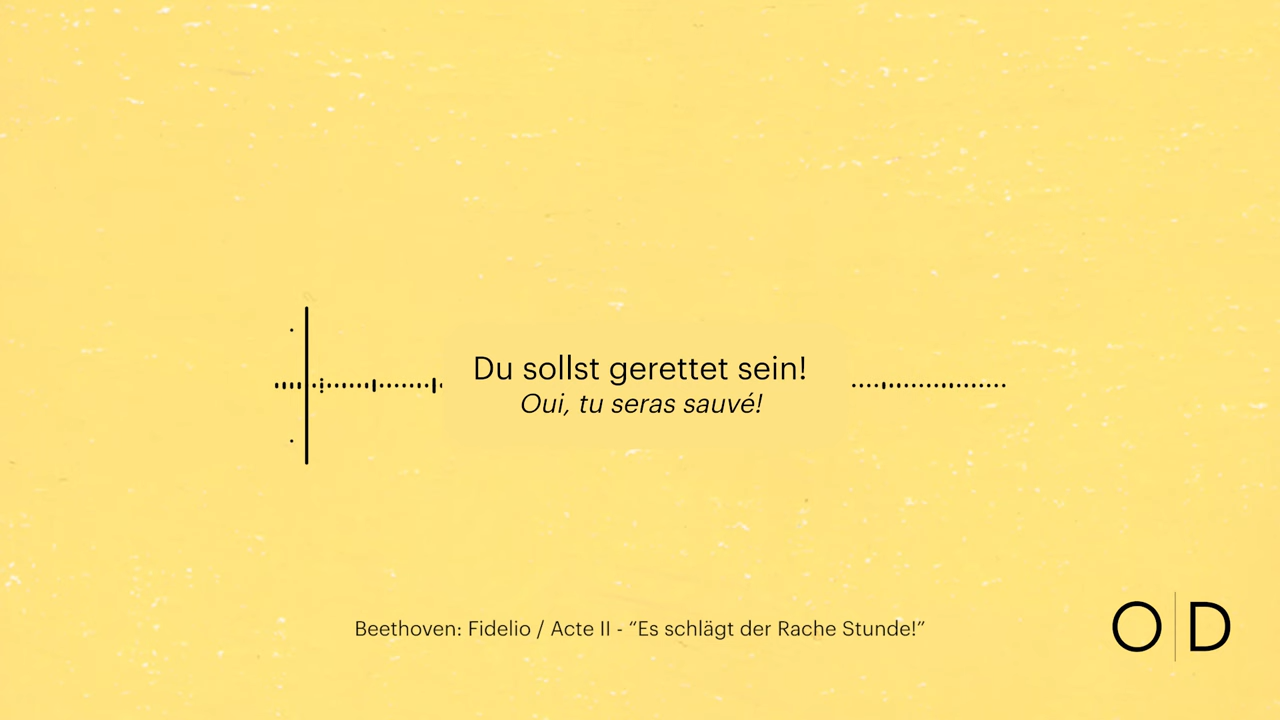 Du sollst gerettet sein!
Oui, tu seras sauvé!
Beethoven: Fidelio / Acte II - “Es schlägt der Rache Stunde!”
O|D